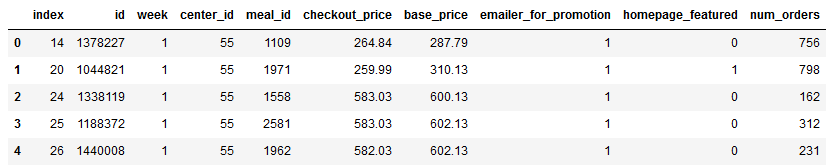 index id week center_id meal_id checkout_price base_price emailer_for_promotion homepage_featured num_orders
0 14 1378227 1 55 1109 264.84 287.79 1 0 756
1 20 1044821 1 55 1971 259.99 310.13 1 1 798
2 24 1338119 1 55 1558 583.03 600.13 1 0 162
3 25 1188372 1 55 2581 583.03 602.13 1 0 312
4 26 1440008 1 55 1962 582.03 602.13 1 0 231